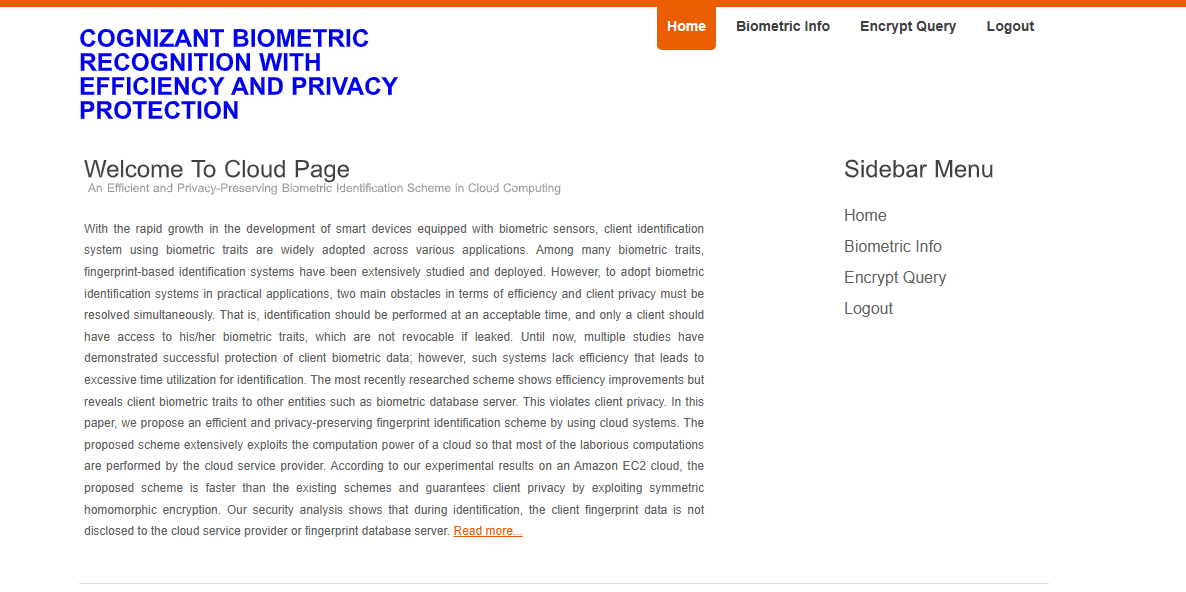 Home Biometric Info Encrypt Query Logout
COGNIZANT BIOMETRIC
RECOGNITION WITH
EFFICIENCY AND PRIVACY
PROTECTION
Welcome To Cloud Page
An Efficient and Privacy-Preserving Biometric Identification Scheme in Cloud Computing
With the rapid growth in the development of smart devices equipped with biometric sensors, client identification
system using biometric traits are widely adopted across various applications. Among many biometric traits,
fingerprint-based identification systems have been extensively studied and deployed. However, to adopt biometric
identification systems in practical applications, two main obstacles in terms of efficiency and client privacy must be
resolved simultaneously. That is, identification should be performed at an acceptable time, and only a client should
have access to his/her biometric traits, which are not revocable if leaked. Until now, multiple studies have
demonstrated successful protection of client biometric data; however, such systems lack efficiency that leads to
excessive time utilization for identification. The most recently researched scheme shows efficiency improvements but
reveals client biometric traits to other entities such as biometric database server. This violates client privacy. In this
paper, we propose an efficient and privacy-preserving fingerprint identification scheme by using cloud systems. The
proposed scheme extensively exploits the computation power of a cloud so that most of the laborious computations
are performed by the cloud service provider. According to our experimental results on an Amazon EC2 cloud, the
proposed scheme is faster than the existing schemes and guarantees client privacy by exploiting symmetric
homomorphic encryption. Our security analysis shows that during identification, the client fingerprint data is not
disclosed to the cloud service provider or fingerprint database server. Read more...
Sidebar Menu
Home
Biometric Info
Encrypt Query
Logout